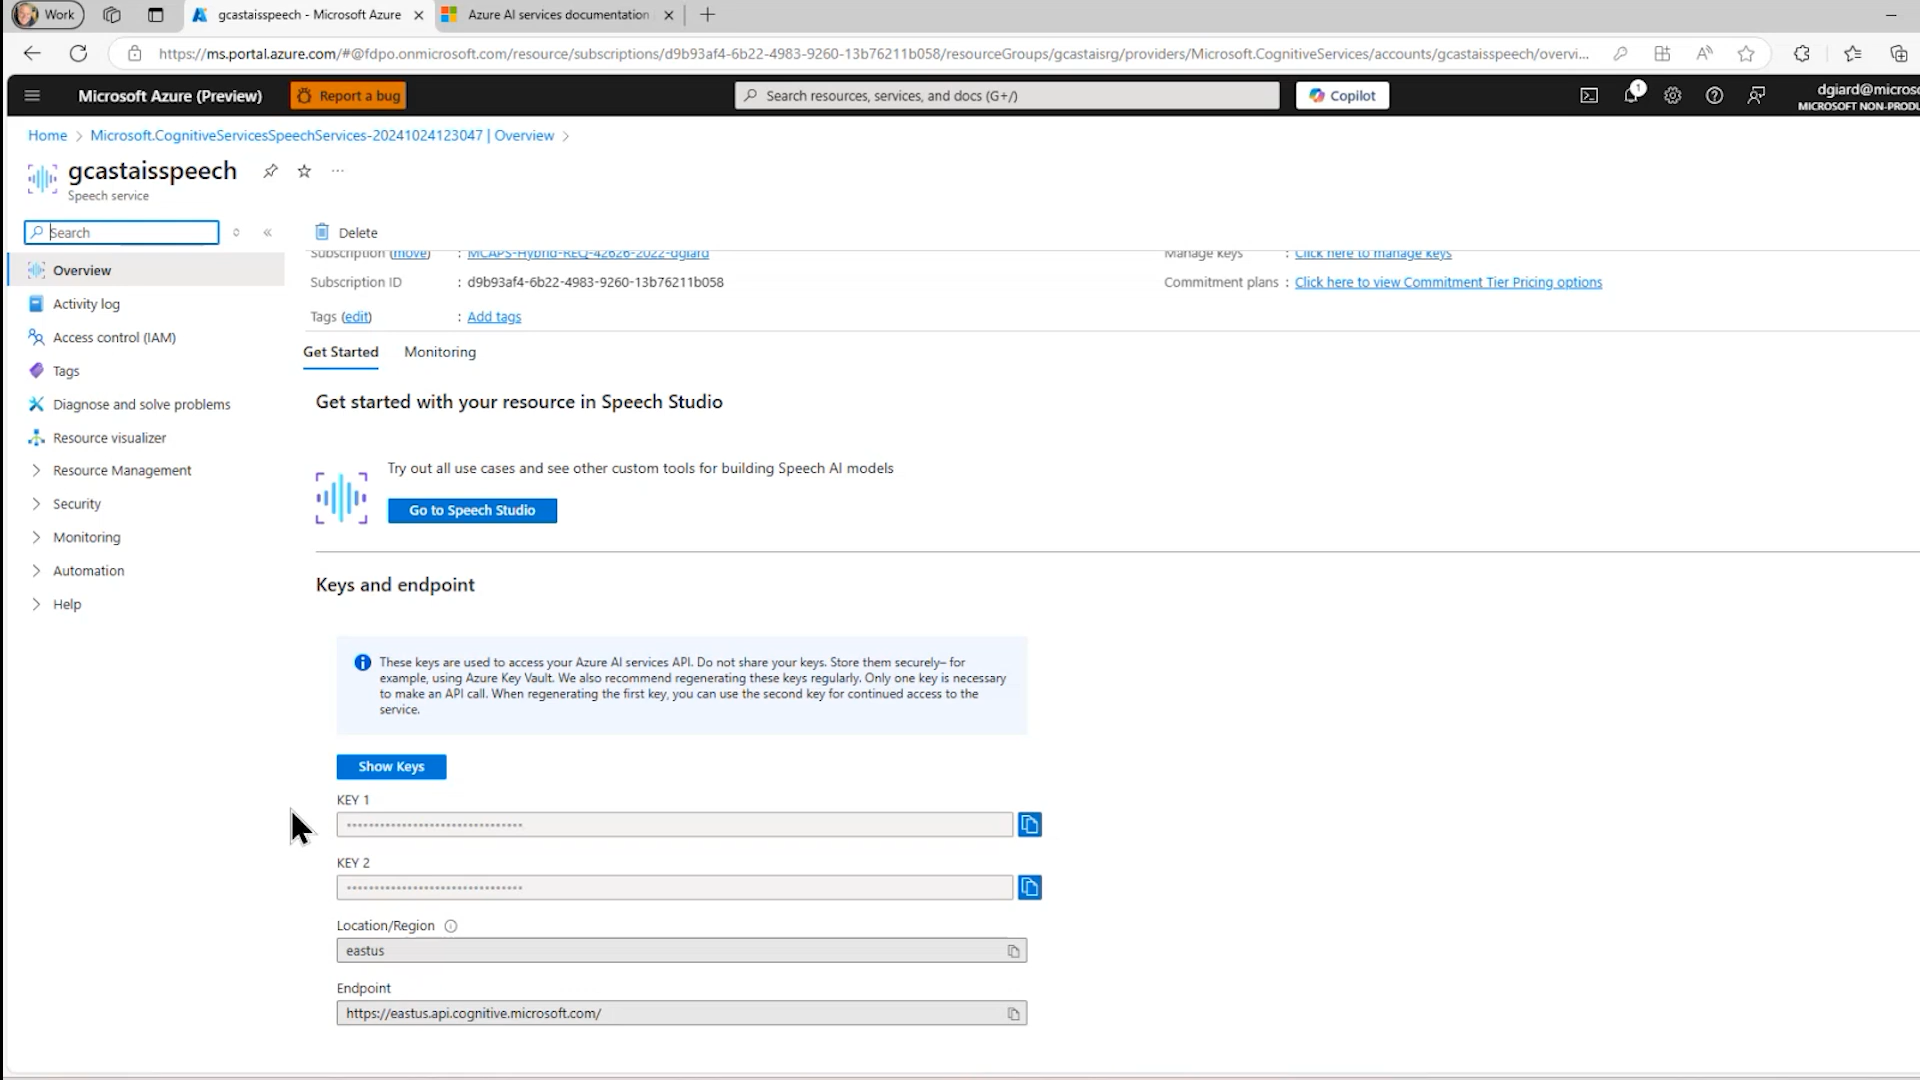 Work
gcastaisspeech - Microsoft Azure
Azure AI services documentation
https://ms.portal.azure.com/#@fdpo.onmicrosoft.com/resource/subscriptions/d9b93af4-6b22-4983-9260-13b76211b058/resourceGroups/gcastaisrg/providers/Microsoft.CognitiveServices/accounts/gcastaisspeech/overvi...
Microsoft Azure (Preview)
Report a bug
Search resources, services, and docs (G+/)
Copilot
1
dgiard@microso
MICROSOFT NON-PRODU
Home > Microsoft.CognitiveServicesSpeechServices-20241024123047 | Overview >
gcastaisspeech
Speech service
Search
Delete
Overview
Activity log
Access control (IAM)
Tags
Diagnose and solve problems
Resource visualizer
Resource Management
Security
Monitoring
Automation
Help
Subscription (move) : MCAPS-Hybrid-REQ-42626-2022-dgiard
Manage keys : Click here to manage keys
Subscription ID : d9b93af4-6b22-4983-9260-13b76211b058
Commitment plans : Click here to view Commitment Tier Pricing options
Tags (edit) : Add tags
Get Started Monitoring
Get started with your resource in Speech Studio
Try out all use cases and see other custom tools for building Speech AI models
Go to Speech Studio
Keys and endpoint
These keys are used to access your Azure AI services API. Do not share your keys. Store them securely– for
example, using Azure Key Vault. We also recommend regenerating these keys regularly. Only one key is necessary
to make an API call. When regenerating the first key, you can use the second key for continued access to the
service.
Show Keys
KEY 1
KEY 2
Location/Region
eastus
Endpoint
https://eastus.api.cognitive.microsoft.com/